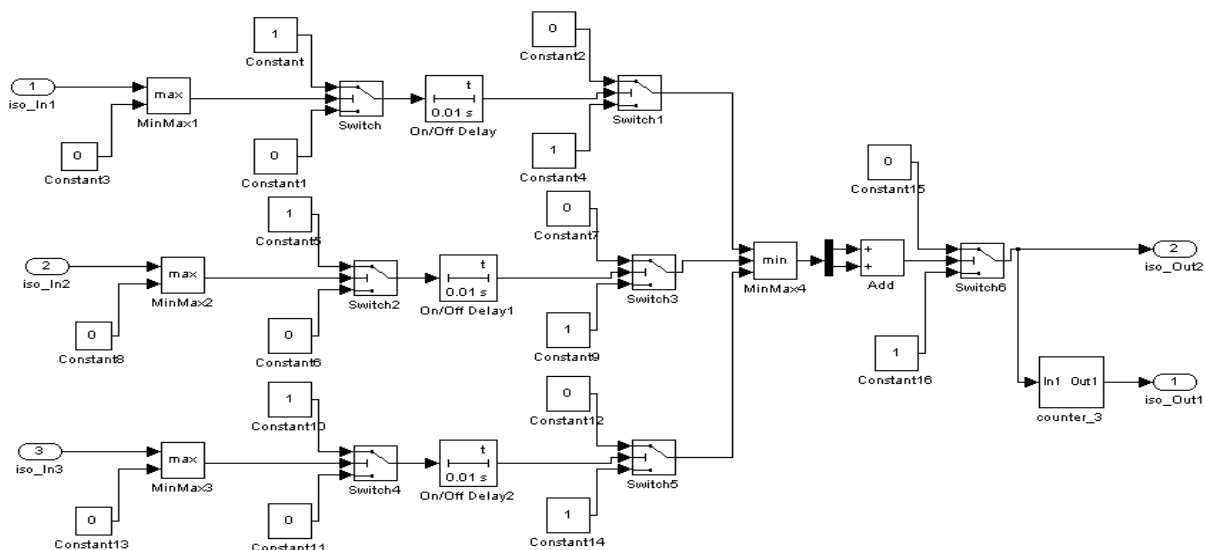 1
iso_In1
0
Constant3
max
MinMax1
1
Constant
0
Constant1
Switch
t
0.01 s
On/Off Delay
0
Constant2
1
Constant4
Switch1
2
iso_In2
0
Constant8
max
MinMax2
1
Constant5
0
Constant6
Switch2
t
0.01 s
On/Off Delay1
0
Constant7
1
Constant9
Switch3
3
iso_In3
0
Constant13
max
MinMax3
1
Constant10
0
Constant11
Switch4
t
0.01 s
On/Off Delay2
0
Constant12
1
Constant14
Switch5
min
MinMax4
+
+
Add
0
Constant15
1
Constant16
Switch6
2
iso_Out2
In1 Out1
counter_3
1
iso_Out1